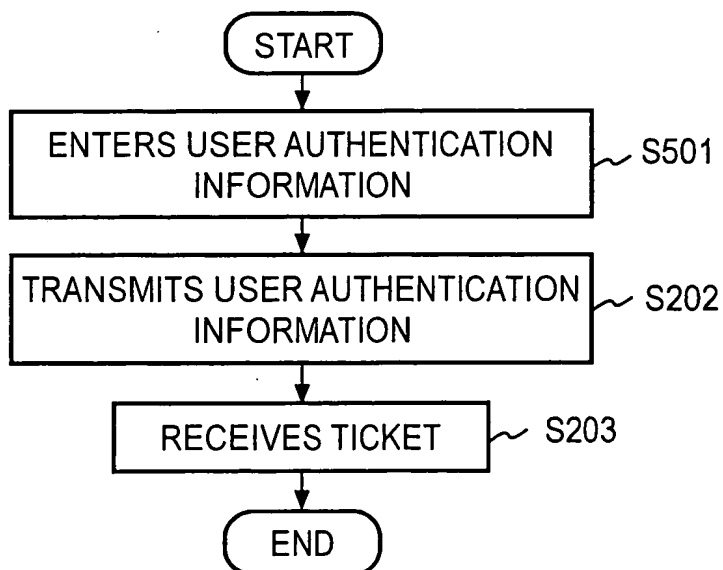 START
ENTERS USER AUTHENTICATION
INFORMATION
S501
TRANSMITS USER AUTHENTICATION
INFORMATION
S202
RECEIVES TICKET
S203
END